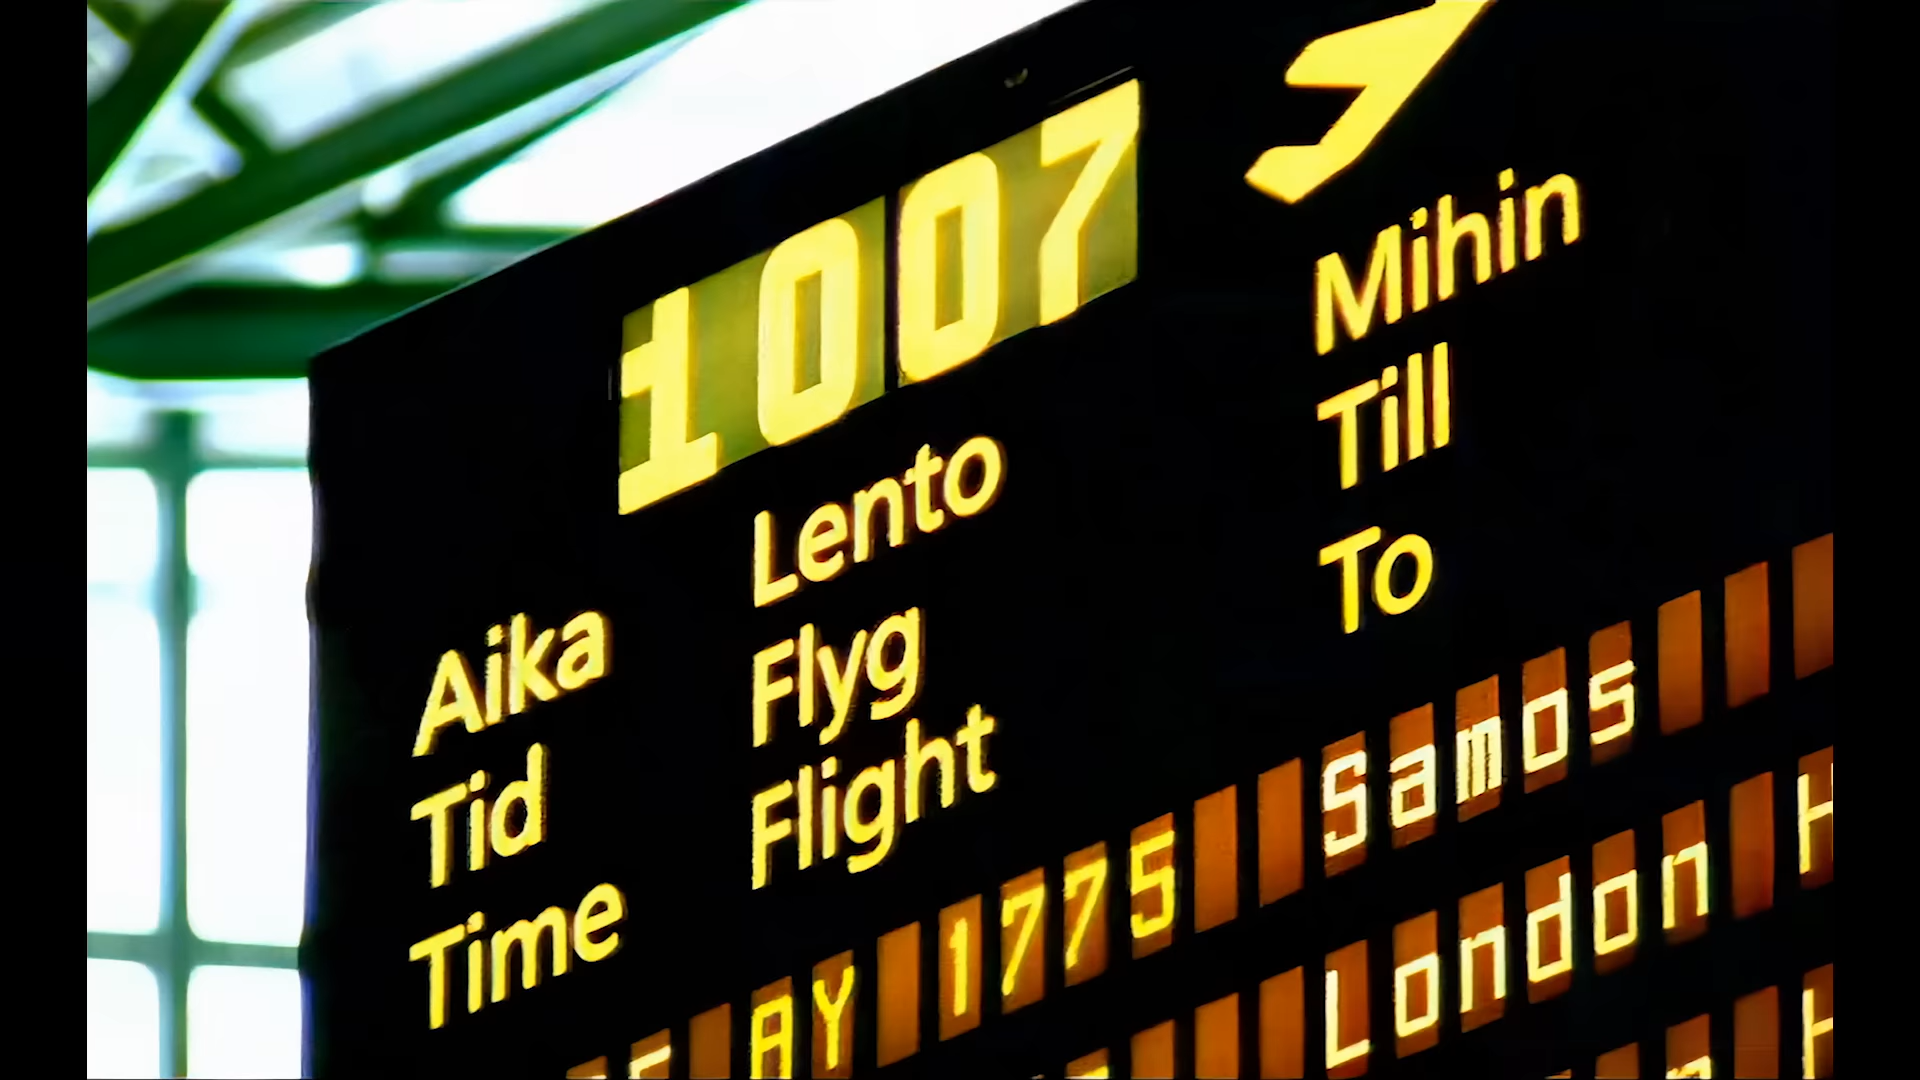 1007
Lento Mihin
Aika Flyg Till
Tid Flight To
Time
AY 1775 Samos
London H